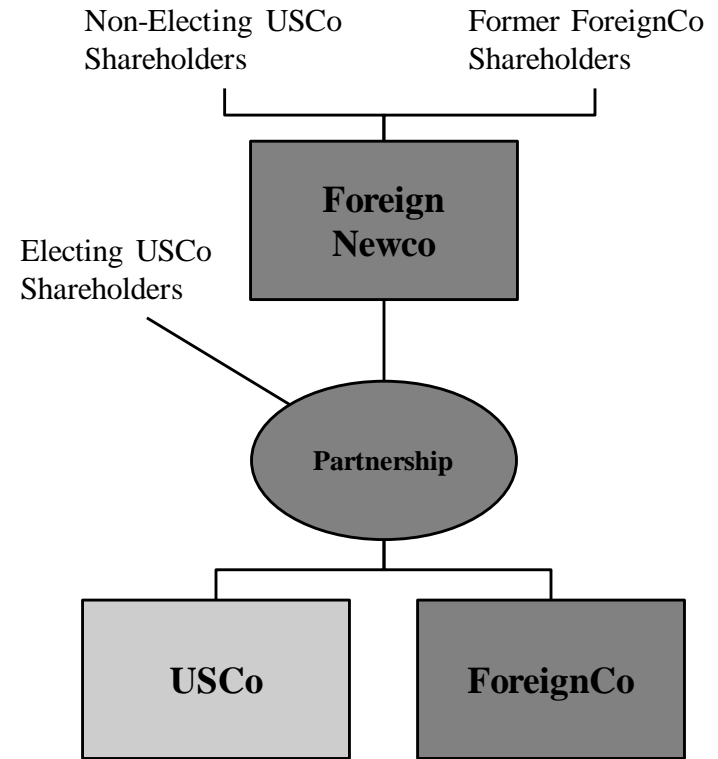 Non-Electing USCo
Shareholders
Former ForeignCo
Shareholders
Foreign
Newco
Electing USCo
Shareholders
Partnership
USCo
ForeignCo